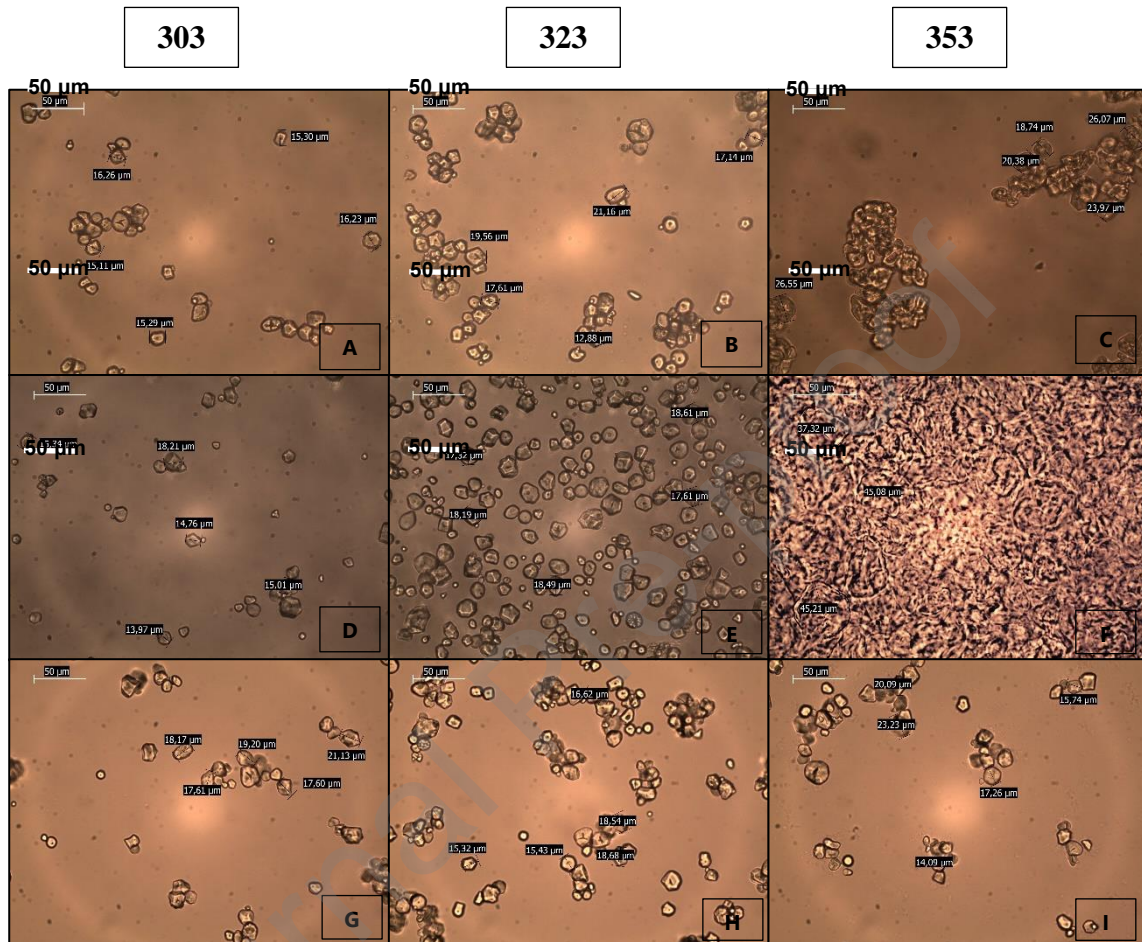 303
323
353
50 µm
50 µm
15,30 µm
16,26 µm
16,23 µm
15,11 µm
50 µm
15,29 µm
A
50 µm
50 µm
17,14 µm
21,16 µm
19,56 µm
50 µm
17,61 µm
12,88 µm
B
50 µm
50 µm
26,07 µm
18,74 µm
20,38 µm
23,97 µm
50 µm
26,55 µm
C
50 µm
18,21 µm
50 µm
14,76 µm
15,01 µm
13,97 µm
D
50 µm
18,61 µm
50 µm
17,61 µm
18,19 µm
18,49 µm
E
50 µm
37,32 µm
50 µm
45,08 µm
45,21 µm
F
50 µm
18,17 µm
19,20 µm
21,13 µm
17,61 µm
17,60 µm
G
50 µm
16,62 µm
18,54 µm
15,32 µm
15,43 µm
18,68 µm
H
50 µm
20,09 µm
15,74 µm
23,23 µm
17,26 µm
14,09 µm
I